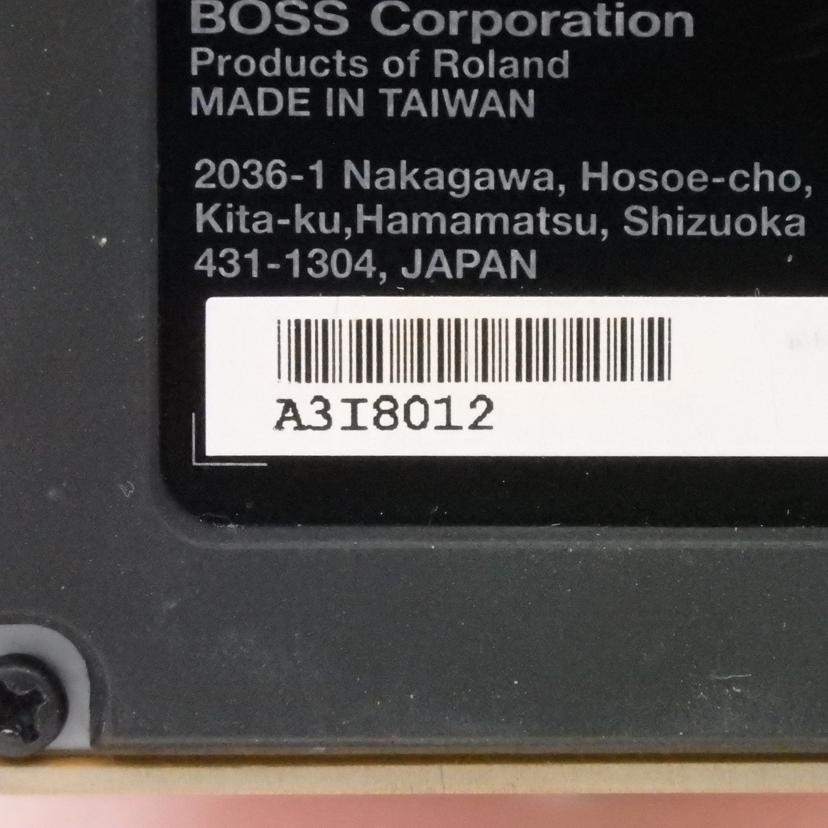 BOSS Corporation
Products of Roland
MADE IN TAIWAN
2036-1 Nakagawa, Hosoe-cho,
Kita-ku,Hamamatsu, Shizuoka
431-1304, JAPAN
A3I8012